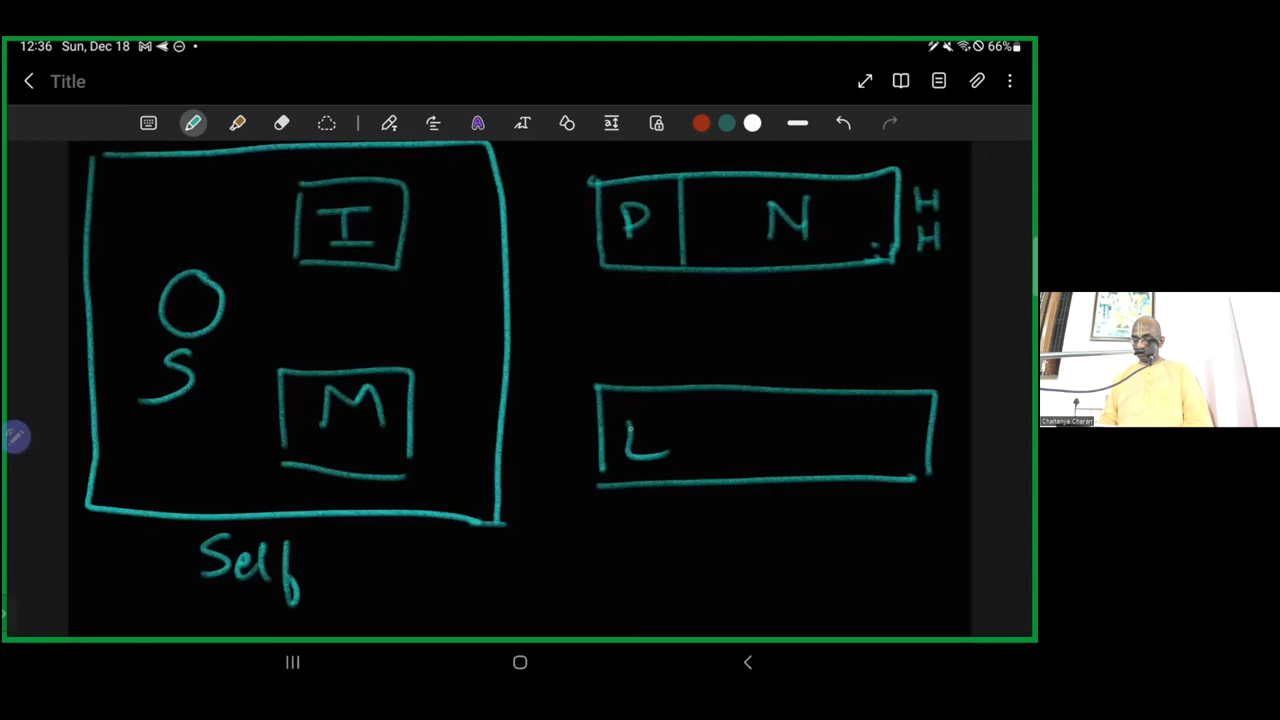 12:36 Sun, Dec 18 66%
Title
I
S
M
Self
P N H
H
L
Chaitanya Charan